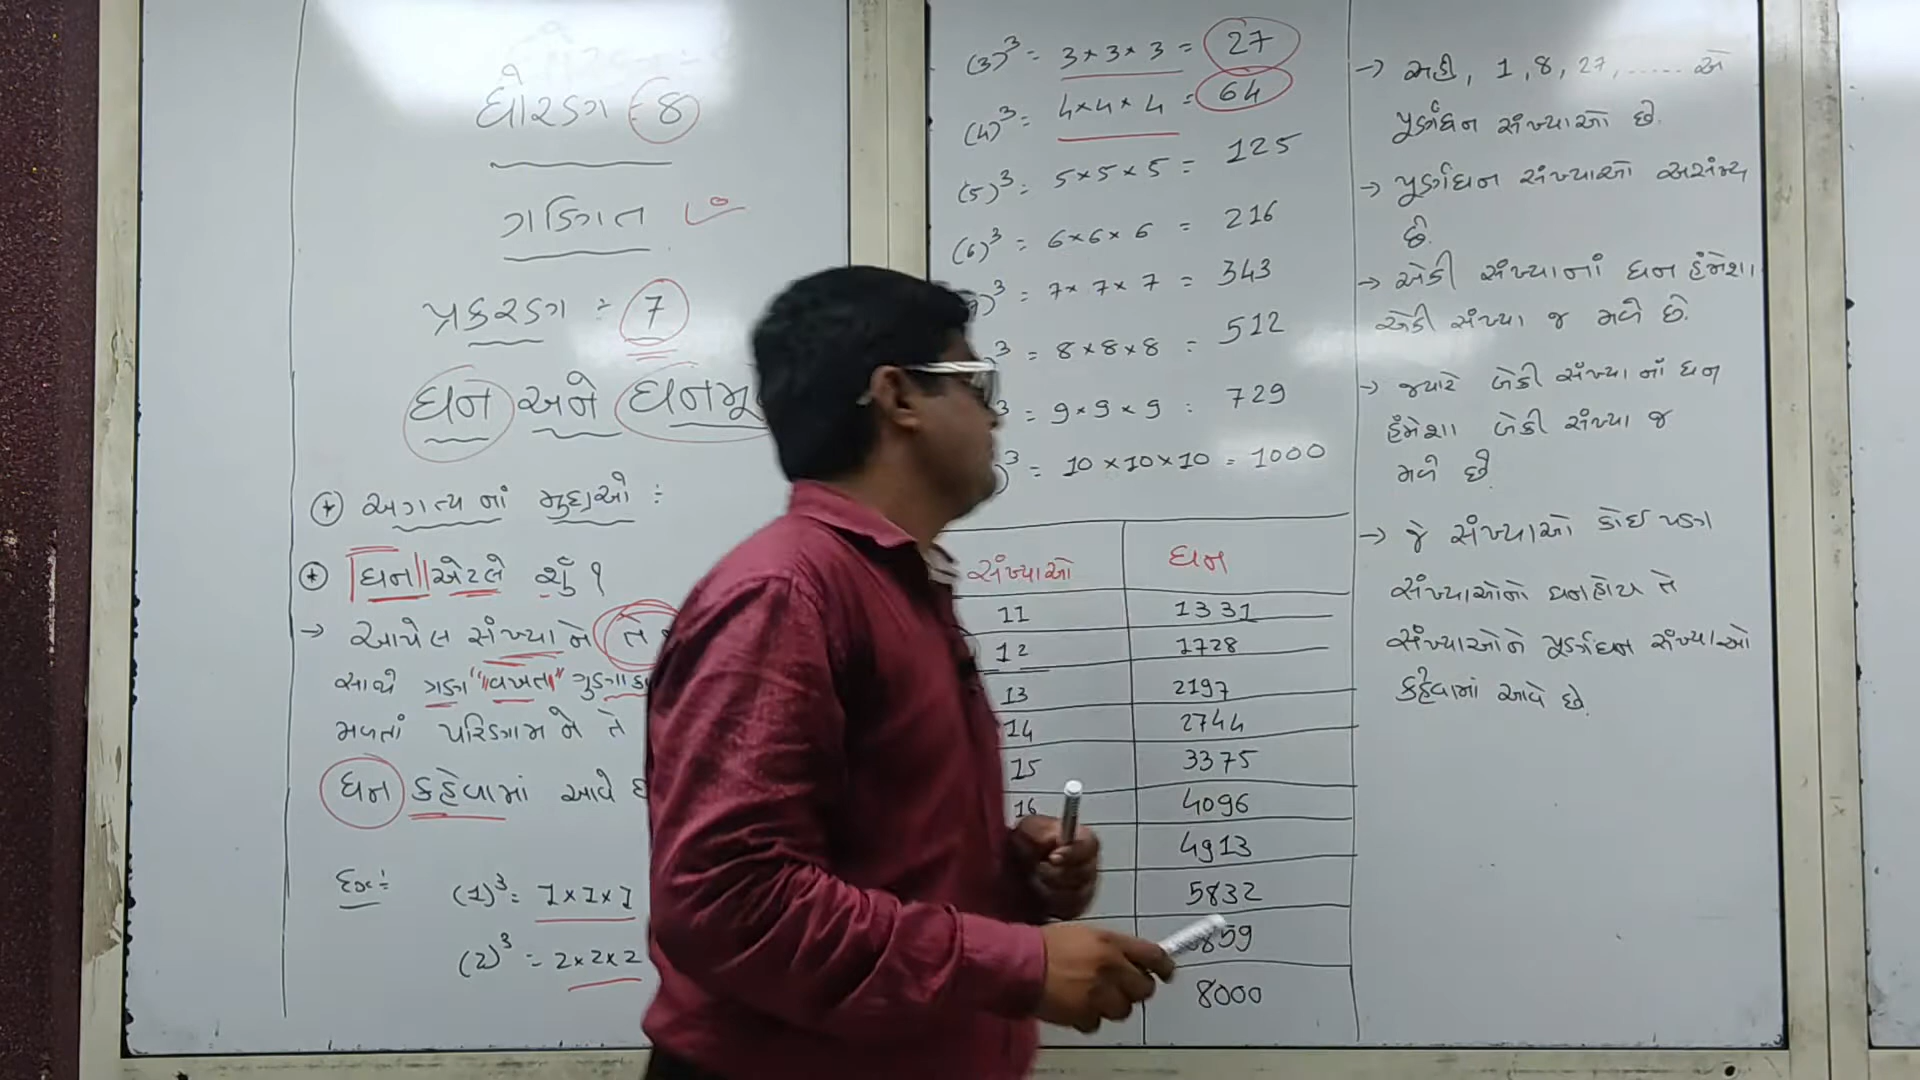 ધોરણ : 8
ગણિત
પ્રકરણ : 7
ઘન અને ઘનમૂ
* અગત્ય નાં મુદ્દાઓ :
* ઘન એટલે શું ?
→ આપેલ સંખ્યા ને તે
સાથે ગણ "વખત" ગુણાક
મળતાં પરિણામ ને તે
ઘન કહેવામાં આવે છે
Ex:
(1)³ = 1×1×1
(2)³ = 2×2×2
(3)³ = 3×3×3 = 27
(4)³ = 4×4×4 = 64
(5)³ = 5×5×5 = 125
(6)³ = 6×6×6 = 216
)³ = 7×7×7 = 343
³ = 8×8×8 = 512
³ = 9×9×9 = 729
)³ = 10×10×10 = 1000
સંખ્યાઓ ઘન
11 1331
12 1728
13 2197
14 2744
15 3375
16 4096
4913
5832
859
8000
→ અહીં, 1, 8, 27, ...... એ
પૂર્ણઘન સંખ્યાઓ છે.
→ પૂર્ણઘન સંખ્યાઓ અસંખ્ય
છે.
→ એકી સંખ્યાનાં ઘન હંમેશા
એકી સંખ્યા જ મળે છે.
→ જ્યારે બેકી સંખ્યા નાં ઘન
હંમેશા બેકી સંખ્યા જ
મળે છે.
→ જે સંખ્યાઓ કોઈ પણ
સંખ્યાઓનો ઘન હોય તે
સંખ્યાઓને પૂર્ણઘન સંખ્યાઓ
કહેવામાં આવે છે.